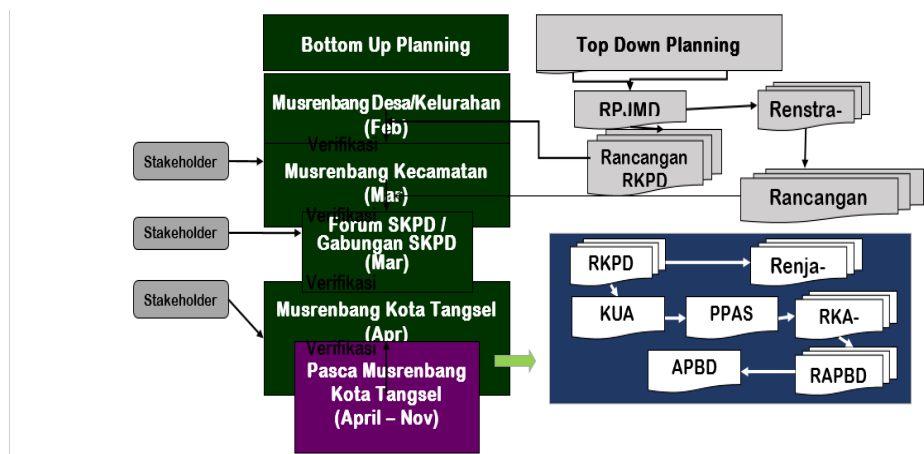 Bottom Up Planning
Top Down Planning
Musrenbang Desa/Kelurahan
(Feb)
Verifikasi
Stakeholder
Musrenbang Kecamatan
(Mar)
Verifikasi
Stakeholder
Forum SKPD /
Gabungan SKPD
(Mar)
Verifikasi
Stakeholder
Musrenbang Kota Tangsel
(Apr)
Verifikasi
Pasca Musrenbang
Kota Tangsel
(April – Nov)
RPJMD
Renstra-
Rancangan
RKPD
Rancangan
RKPD
Renja-
KUA
PPAS
RKA-
APBD
RAPBD